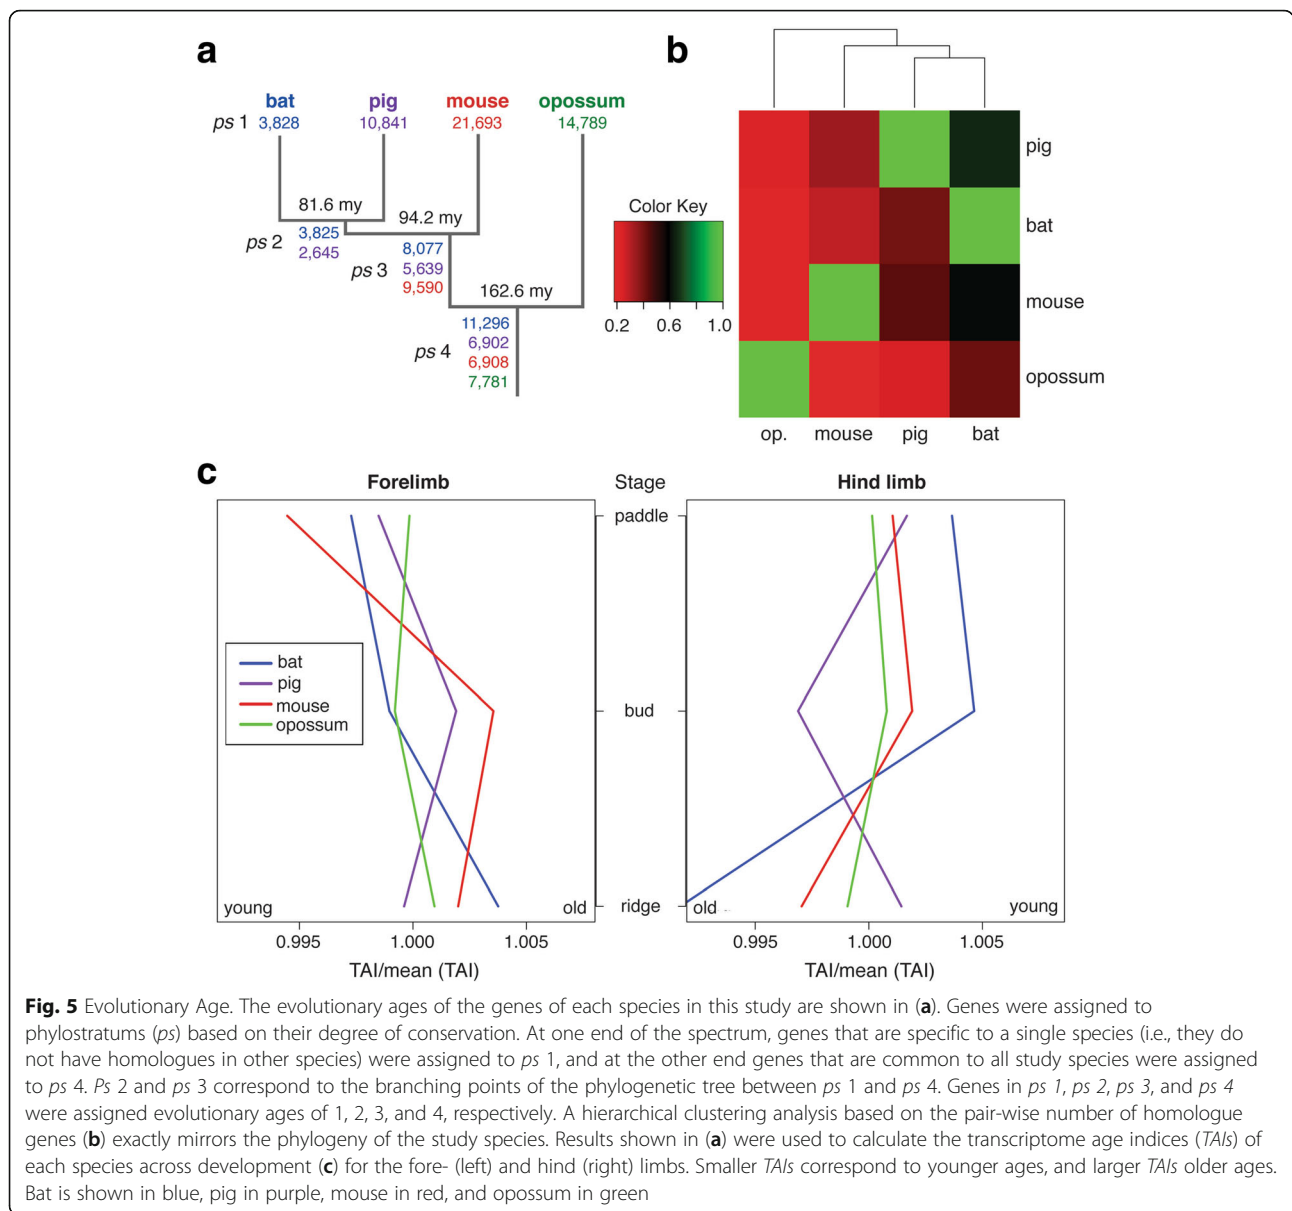 a
bat pig mouse opossum
ps 1 3,828 10,841 21,693 14,789
81.6 my
94.2 my
ps 2
3,825
2,645
ps 3
8,077
5,639
9,590
162.6 my
ps 4
11,296
6,902
6,908
7,781
b
Color Key
0.2 0.6 1.0
pig
bat
mouse
opossum
op. mouse pig bat
c
Forelimb
Stage
Hind limb
paddle
bud
ridge
bat
pig
mouse
opossum
young
old
old
young
0.995 1.000 1.005
TAI/mean (TAI)
0.995 1.000 1.005
TAI/mean (TAI)
Fig. 5 Evolutionary Age. The evolutionary ages of the genes of each species in this study are shown in (a). Genes were assigned to
phylostratums (ps) based on their degree of conservation. At one end of the spectrum, genes that are specific to a single species (i.e., they do
not have homologues in other species) were assigned to ps 1, and at the other end genes that are common to all study species were assigned
to ps 4. Ps 2 and ps 3 correspond to the branching points of the phylogenetic tree between ps 1 and ps 4. Genes in ps 1, ps 2, ps 3, and ps 4
were assigned evolutionary ages of 1, 2, 3, and 4, respectively. A hierarchical clustering analysis based on the pair-wise number of homologue
genes (b) exactly mirrors the phylogeny of the study species. Results shown in (a) were used to calculate the transcriptome age indices (TAIs) of
each species across development (c) for the fore- (left) and hind (right) limbs. Smaller TAIs correspond to younger ages, and larger TAIs older ages.
Bat is shown in blue, pig in purple, mouse in red, and opossum in green